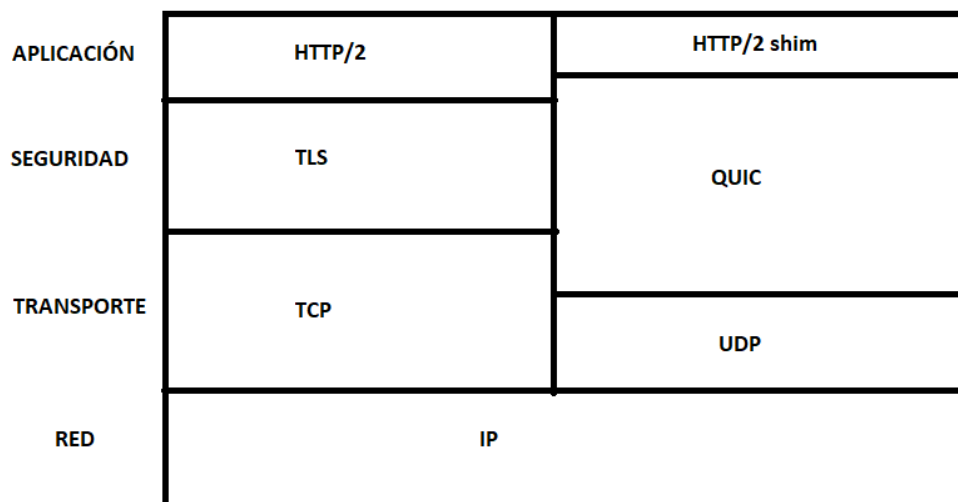 APLICACIÓN
HTTP/2
HTTP/2 shim
SEGURIDAD
TLS
QUIC
TRANSPORTE
TCP
UDP
RED
IP